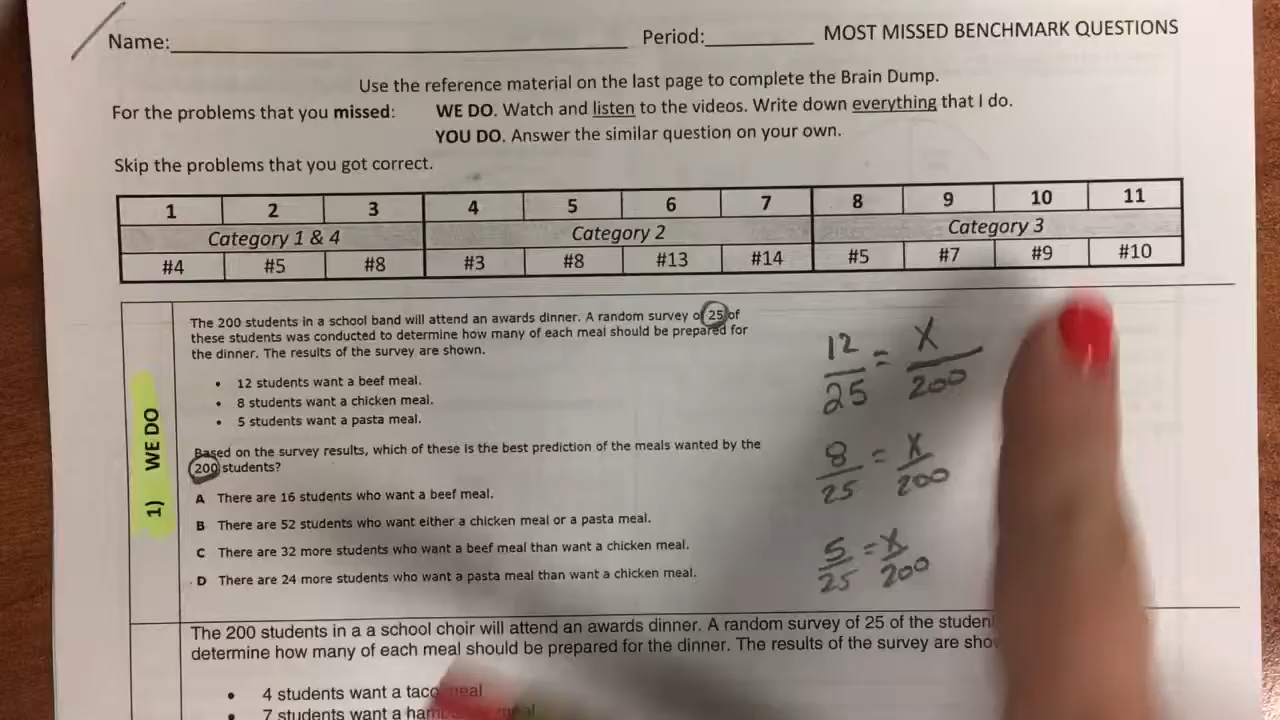 Name: Period: MOST MISSED BENCHMARK QUESTIONS
Use the reference material on the last page to complete the Brain Dump.
For the problems that you missed: WE DO. Watch and listen to the videos. Write down everything that I do.
YOU DO. Answer the similar question on your own.
Skip the problems that you got correct.
1 2 3 4 5 6 7 8 9 10 11
Category 1 & 4 Category 2 Category 3
#4 #5 #8 #3 #8 #13 #14 #5 #7 #9 #10
1) WE DO
The 200 students in a school band will attend an awards dinner. A random survey of 25 of
these students was conducted to determine how many of each meal should be prepared for
the dinner. The results of the survey are shown.
• 12 students want a beef meal.
• 8 students want a chicken meal.
• 5 students want a pasta meal.
Based on the survey results, which of these is the best prediction of the meals wanted by the
200 students?
A There are 16 students who want a beef meal.
B There are 52 students who want either a chicken meal or a pasta meal.
C There are 32 more students who want a beef meal than want a chicken meal.
D There are 24 more students who want a pasta meal than want a chicken meal.
12/25 = x/200
8/25 = x/200
5/25 = x/200
The 200 students in a a school choir will attend an awards dinner. A random survey of 25 of the
determine how many of each meal should be prepared for the dinner. The results of the survey are
• 4 students want a taco meal
• 7 students want a